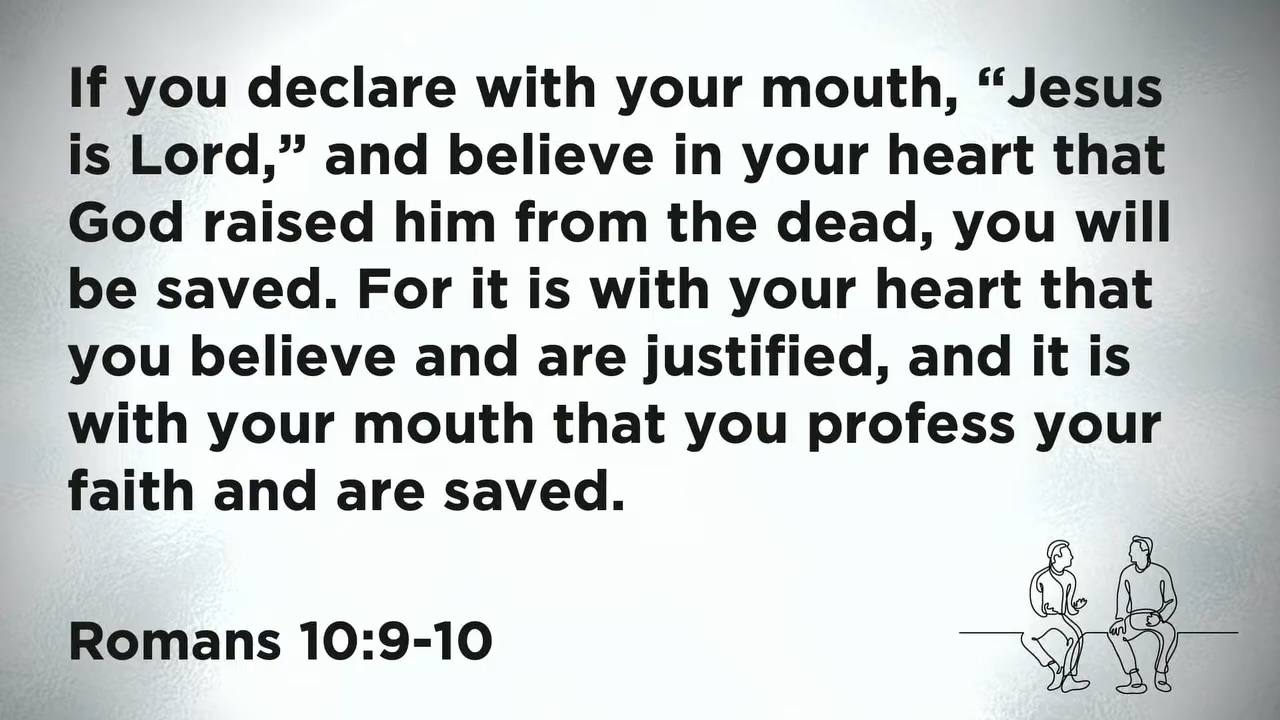 If you declare with your mouth, “Jesus
is Lord,” and believe in your heart that
God raised him from the dead, you will
be saved. For it is with your heart that
you believe and are justified, and it is
with your mouth that you profess your
faith and are saved.
Romans 10:9-10